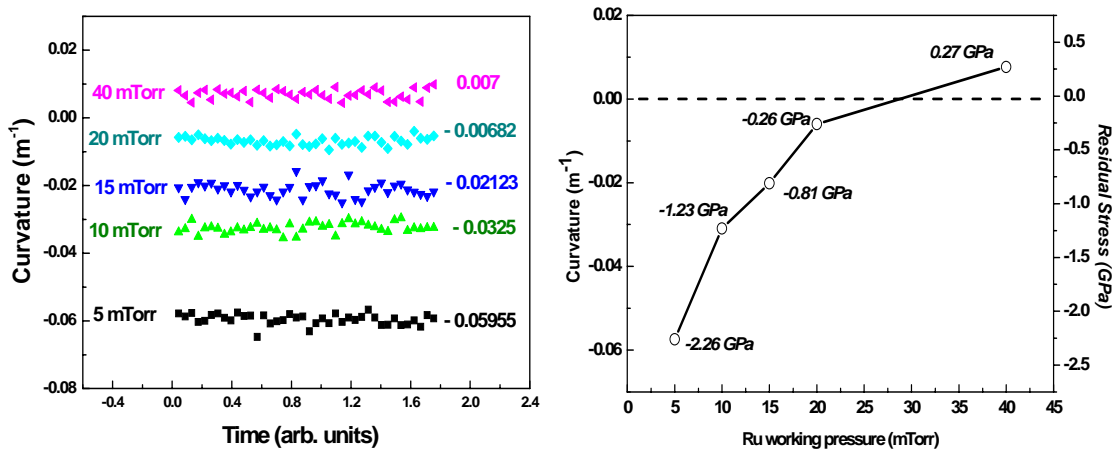 0.02
0.00
-0.02
-0.04
-0.06
-0.08
Curvature (m⁻¹)
40 mTorr
0.007
20 mTorr
- 0.00682
15 mTorr
- 0.02123
10 mTorr
- 0.0325
5 mTorr
- 0.05955
-0.4
0.0
0.6
1.2
1.8
2.4
Time (arb. units)
0.02
0.00
-0.02
-0.04
-0.06
Curvature (m⁻¹)
0.27 GPa
-0.26 GPa
-0.81 GPa
-1.23 GPa
-2.26 GPa
0.5
0.0
-0.5
-1.0
-1.5
-2.0
-2.5
Residual Stress (GPa)
0 5 10 15 20 25 30 35 40 45
Ru working pressure (mTorr)